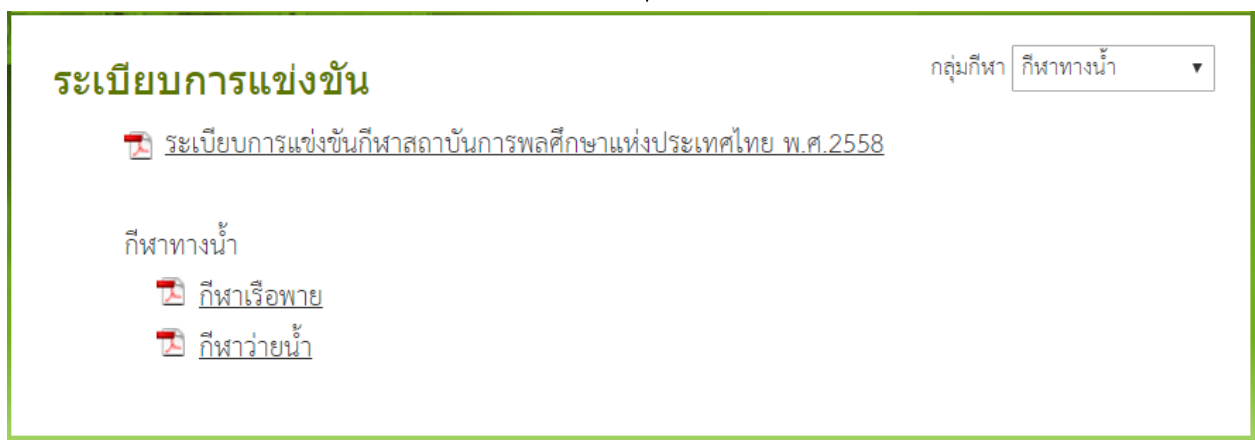 ระเบียบการแข่งขัน
กลุ่มกีฬา กีฬาทางน้ำ
ระเบียบการแข่งขันกีฬาสถาบันการพลศึกษาแห่งประเทศไทย พ.ศ.2558
กีฬาทางน้ำ
กีฬาเรือพาย
กีฬาว่ายน้ำ